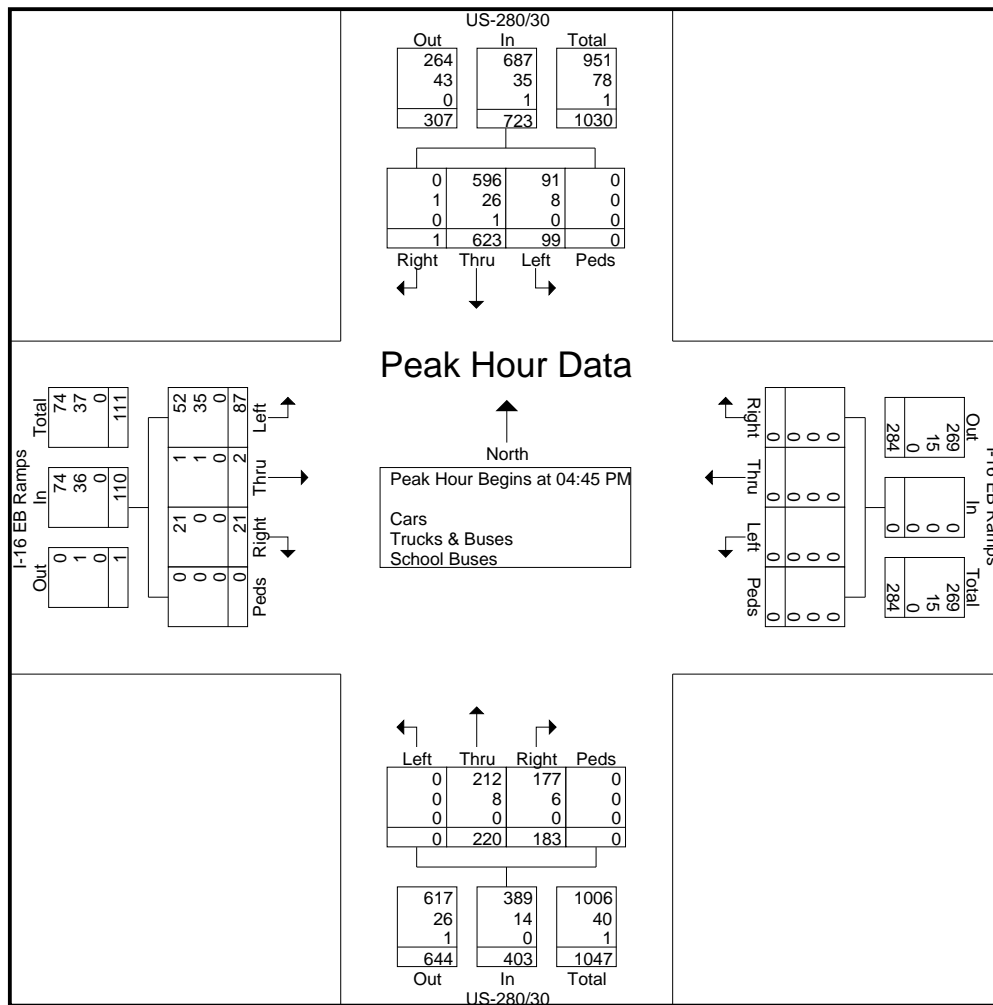 US-280/30
Out In Total
264 687 951
43 35 78
0 1 1
307 723 1030
0 596 91 0
1 26 8 0
0 1 0 0
1 623 99 0
Right Thru Left Peds
Peak Hour Data
North
Peak Hour Begins at 04:45 PM
Cars
Trucks & Buses
School Buses
I-16 EB Ramps
Total In Out
74 74 0
37 36 1
0 0 0
111 110 1
52 35 0 87
Left
1 1 0 2
Thru
21 0 0 21
Right
0 0 0 0
Peds
Right
0 0 0 0
Thru
0 0 0 0
Left
0 0 0 0
Peds
0 0 0 0
I-16 EB Ramps
Out In Total
269 0 269
15 0 15
0 0 0
284 0 284
Left Thru Right Peds
0 212 177 0
0 8 6 0
0 0 0 0
0 220 183 0
617 389 1006
26 14 40
1 0 1
644 403 1047
Out In Total
US-280/30